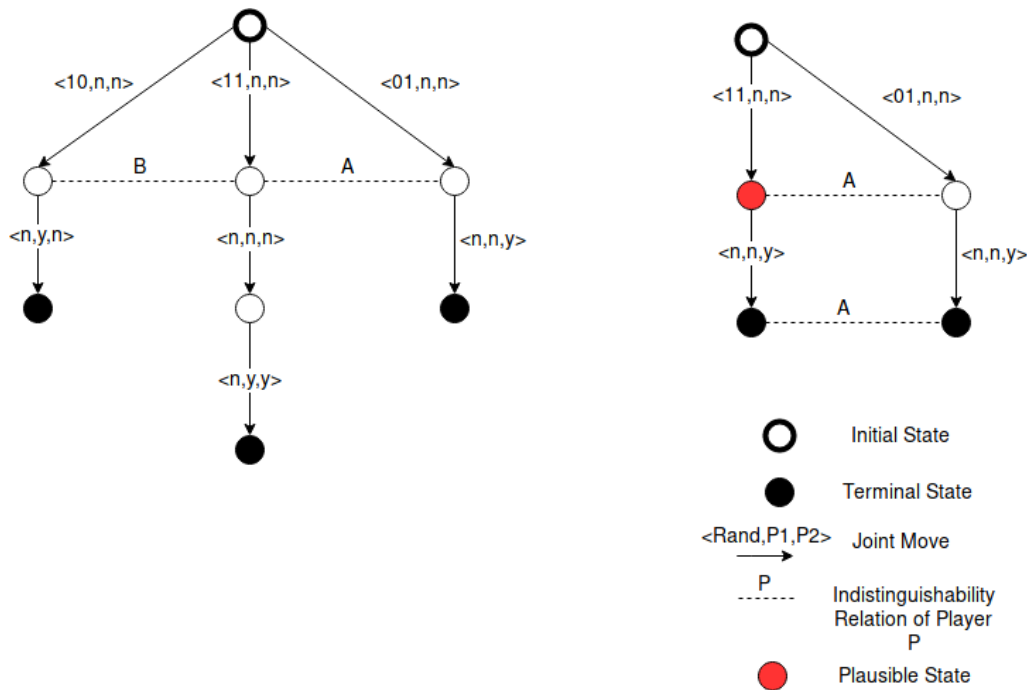 <10,n,n>
<11,n,n>
<01,n,n>
B
A
<n,y,n>
<n,n,n>
<n,n,y>
<n,y,y>
<11,n,n>
<01,n,n>
A
<n,n,y>
<n,n,y>
A
Initial State
Terminal State
<Rand,P1,P2>
Joint Move
P
Indistinguishability
Relation of Player
P
Plausible State